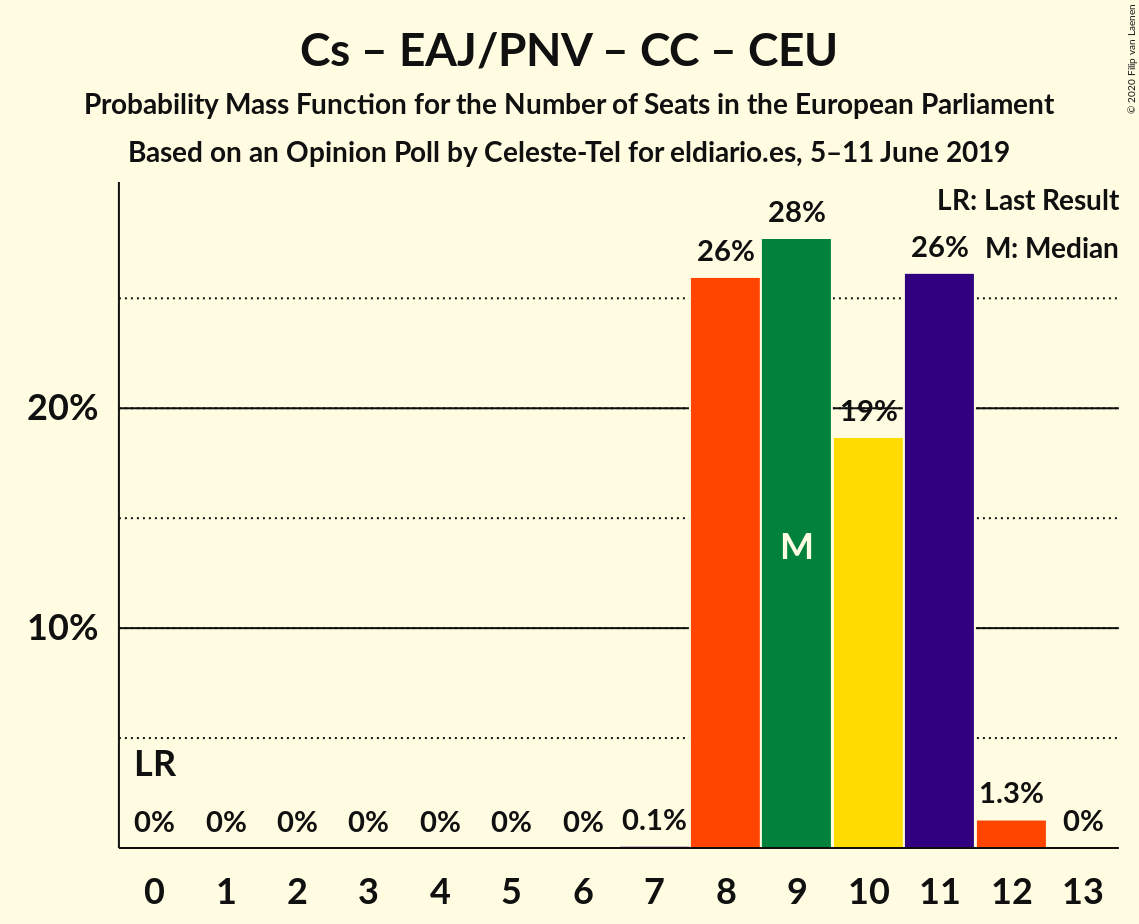 Cs – EAJ/PNV – CC – CEU
Probability Mass Function for the Number of Seats in the European Parliament
Based on an Opinion Poll by Celeste-Tel for eldiario.es, 5–11 June 2019
© 2020 Filip van Laenen
LR: Last Result
M: Median
28%
26%
26%
20%
19%
M
10%
LR
0% 0% 0% 0% 0% 0% 0% 0.1% 1.3% 0%
0 1 2 3 4 5 6 7 8 9 10 11 12 13